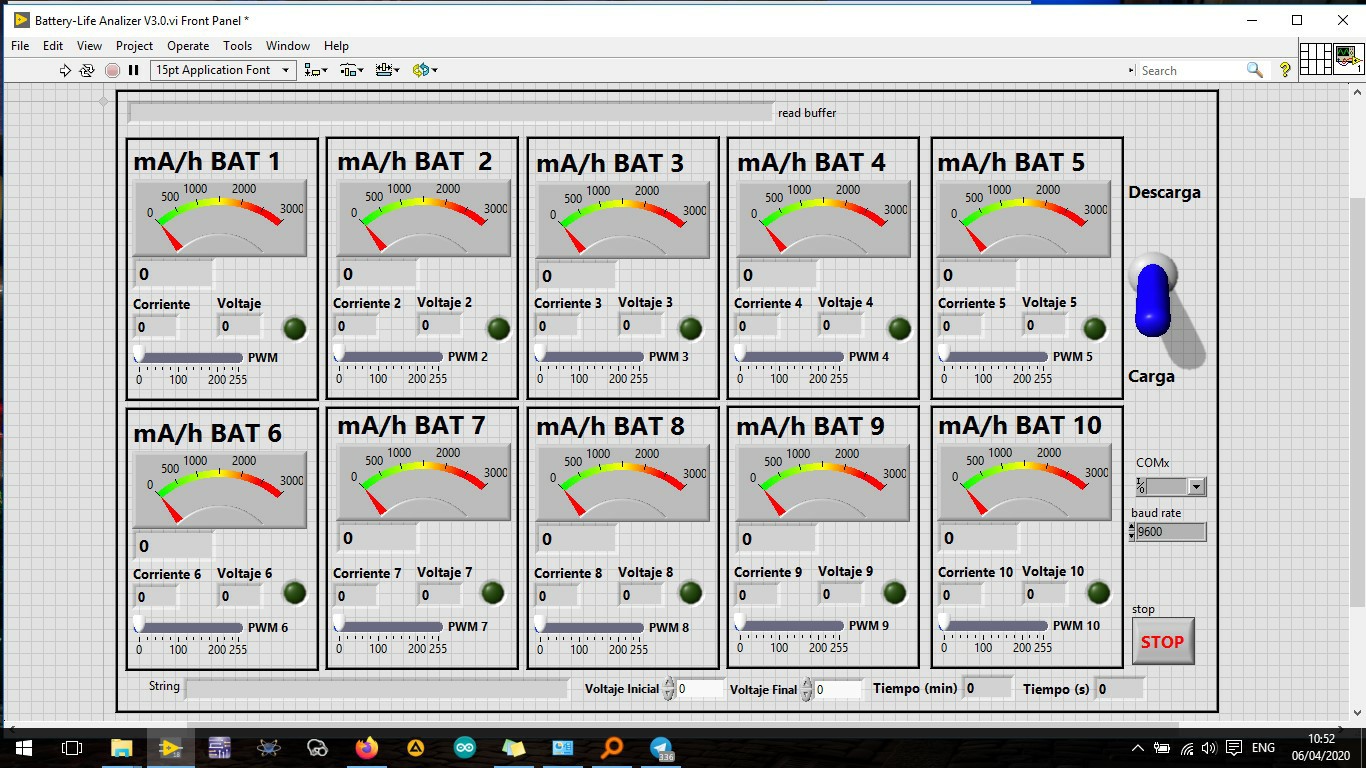 Battery-Life Analizer V3.0.vi Front Panel *
File Edit View Project Operate Tools Window Help
15pt Application Font
Search
?
1
read buffer
mA/h BAT 1
0 500 1000 2000 3000
0
Corriente Voltaje
0 0
PWM
0 100 200 255
mA/h BAT 2
0 500 1000 2000 3000
0
Corriente 2 Voltaje 2
0 0
PWM 2
0 100 200 255
mA/h BAT 3
0 500 1000 2000 3000
0
Corriente 3 Voltaje 3
0 0
PWM 3
0 100 200 255
mA/h BAT 4
0 500 1000 2000 3000
0
Corriente 4 Voltaje 4
0 0
PWM 4
0 100 200 255
mA/h BAT 5
0 500 1000 2000 3000
0
Corriente 5 Voltaje 5
0 0
PWM 5
0 100 200 255
Descarga
Carga
mA/h BAT 6
0 500 1000 2000 3000
0
Corriente 6 Voltaje 6
0 0
PWM 6
0 100 200 255
mA/h BAT 7
0 500 1000 2000 3000
0
Corriente 7 Voltaje 7
0 0
PWM 7
0 100 200 255
mA/h BAT 8
0 500 1000 2000 3000
0
Corriente 8 Voltaje 8
0 0
PWM 8
0 100 200 255
mA/h BAT 9
0 500 1000 2000 3000
0
Corriente 9 Voltaje 9
0 0
PWM 9
0 100 200 255
mA/h BAT 10
0 500 1000 2000 3000
0
Corriente 10 Voltaje 10
0 0
PWM 10
0 100 200 255
COMx
I/O
baud rate
9600
stop
STOP
String
Voltaje Inicial 0 Voltaje Final 0 Tiempo (min) 0 Tiempo (s) 0
336
ENG
10:52
06/04/2020